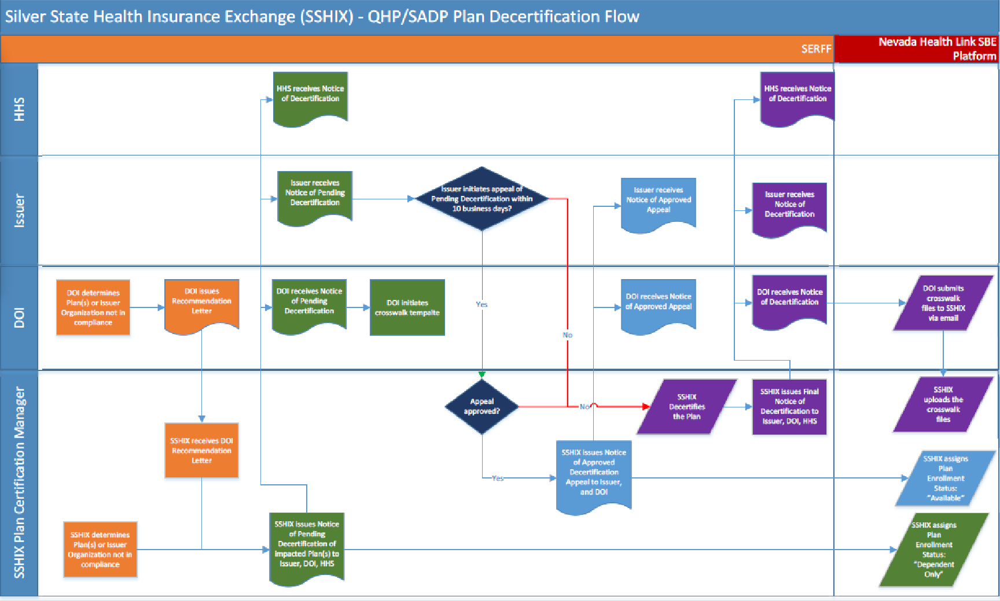 Silver State Health Insurance Exchange (SSHIX) - QHP/SADP Plan Decertification Flow
SERFF
Nevada Health Link SBE
Platform
HHS
HHS receives Notice
of Decertification
HHS receives Notice
of Decertification
Issuer
Issuer receives
Notice of Pending
Decertification
Issuer initiates appeal of
Pending Decertification within
10 business days?
Issuer receives
Notice of Approved
Appeal
Issuer receives
Notice of
Decertification
DOI
DOI determines
Plan(s) or Issuer
Organization not in
compliance
DOI issues
Recommendation
Letter
DOI receives Notice
of Pending
Decertification
DOI initiates
crosswalk tempalte
Yes
No
DOI receives Notice
of Approved Appeal
DOI receives Notice
of Decertification
DOI submits
crosswalk
files to SSHIX
via email
SSHIX Plan Certification Manager
Appeal
approved?
No
SSHIX
Decertifies
the Plan
SSHIX issues Final
Notice of
Decertification to
Issuer, DOI, HHS
SSHIX
uploads the
crosswalk
files
SSHIX receives DOI
Recommendation
Letter
Yes
SSHIX issues Notice
of Approved
Decertification
Appeal to Issuer,
and DOI
SSHIX assigns
Plan
Enrollment
Status:
"Available"
SSHIX determines
Plan(s) or Issuer
Organization not in
compliance
SSHIX issues Notice
of Pending
Decertification of
impacted Plan(s) to
Issuer, DOI, HHS
SSHIX assigns
Plan
Enrollment
Status:
"Dependent
Only"